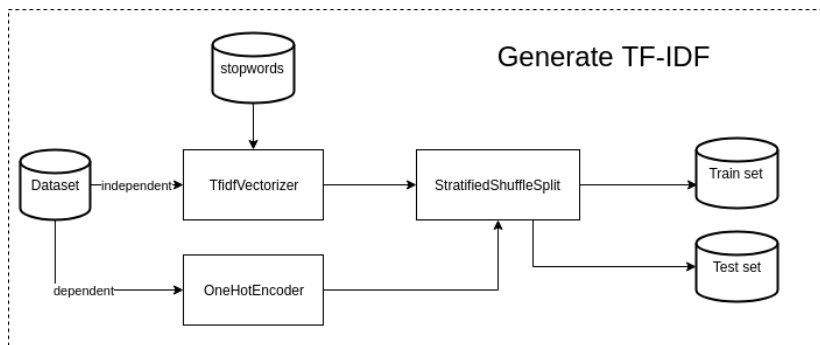 Generate TF-IDF
stopwords
Dataset
independent
TfidfVectorizer
StratifiedShuffleSplit
Train set
dependent
OneHotEncoder
Test set